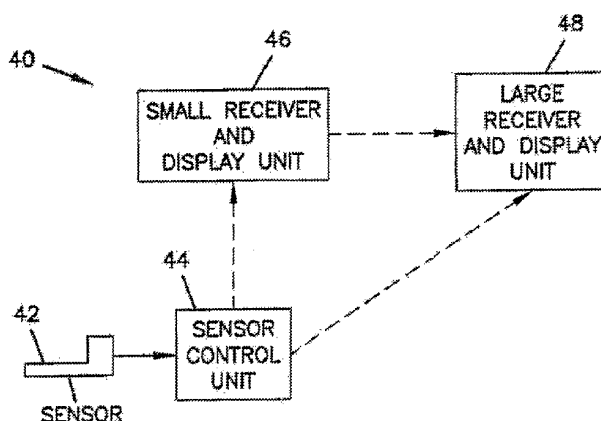 40
46
48
SMALL RECEIVER
AND
DISPLAY UNIT
LARGE
RECEIVER
AND DISPLAY
UNIT
44
42
SENSOR
CONTROL
UNIT
SENSOR